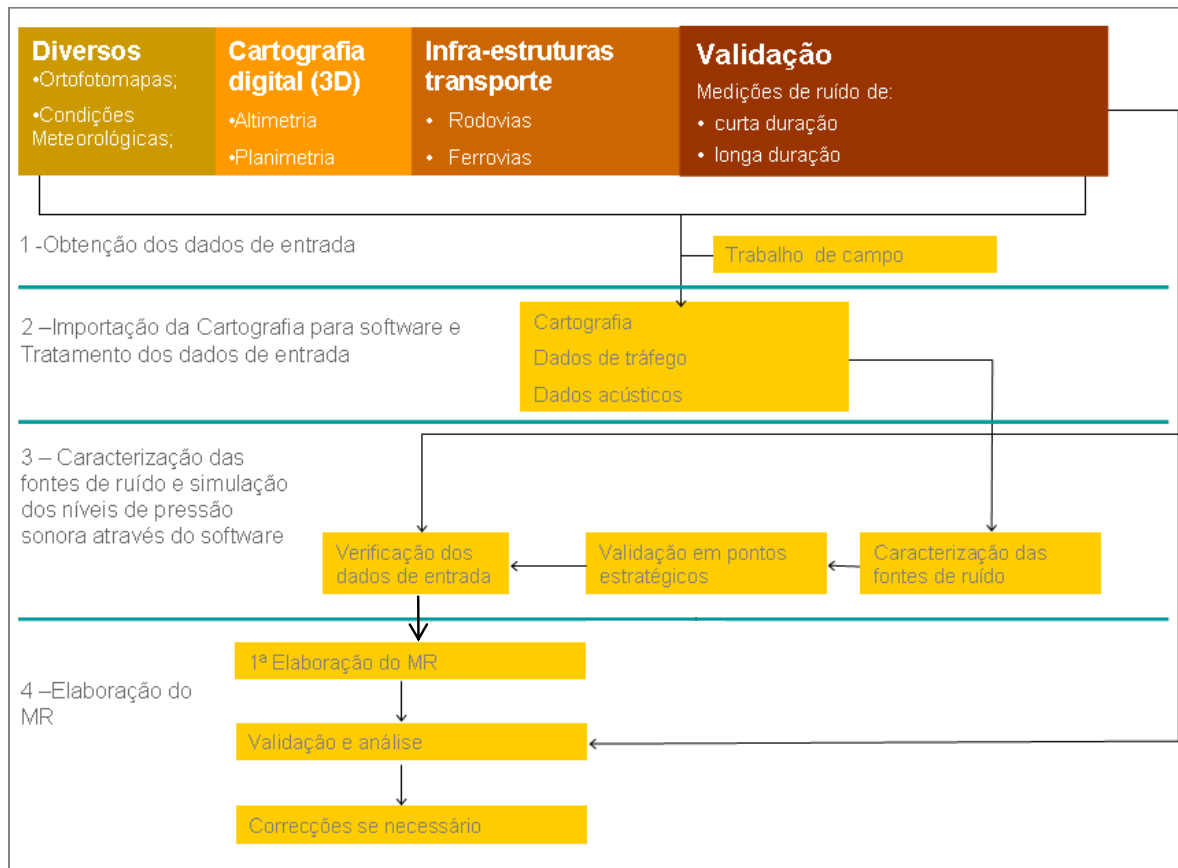 Diversos
•Ortofotomapas;
•Condições
Meteorológicas;
Cartografia
digital (3D)
•Altimetria
•Planimetria
Infra-estruturas
transporte
• Rodovias
• Ferrovias
Validação
Medições de ruído de:
• curta duração
• longa duração
1 -Obtenção dos dados de entrada
Trabalho de campo
2 –Importação da Cartografia para software e
Tratamento dos dados de entrada
Cartografia
Dados de tráfego
Dados acústicos
3 – Caracterização das
fontes de ruído e simulação
dos níveis de pressão
sonora através do software
Verificação dos
dados de entrada
Validação em pontos
estratégicos
Caracterização das
fontes de ruído
4 –Elaboração do
MR
1ª Elaboração do MR
Validação e análise
Correcções se necessário